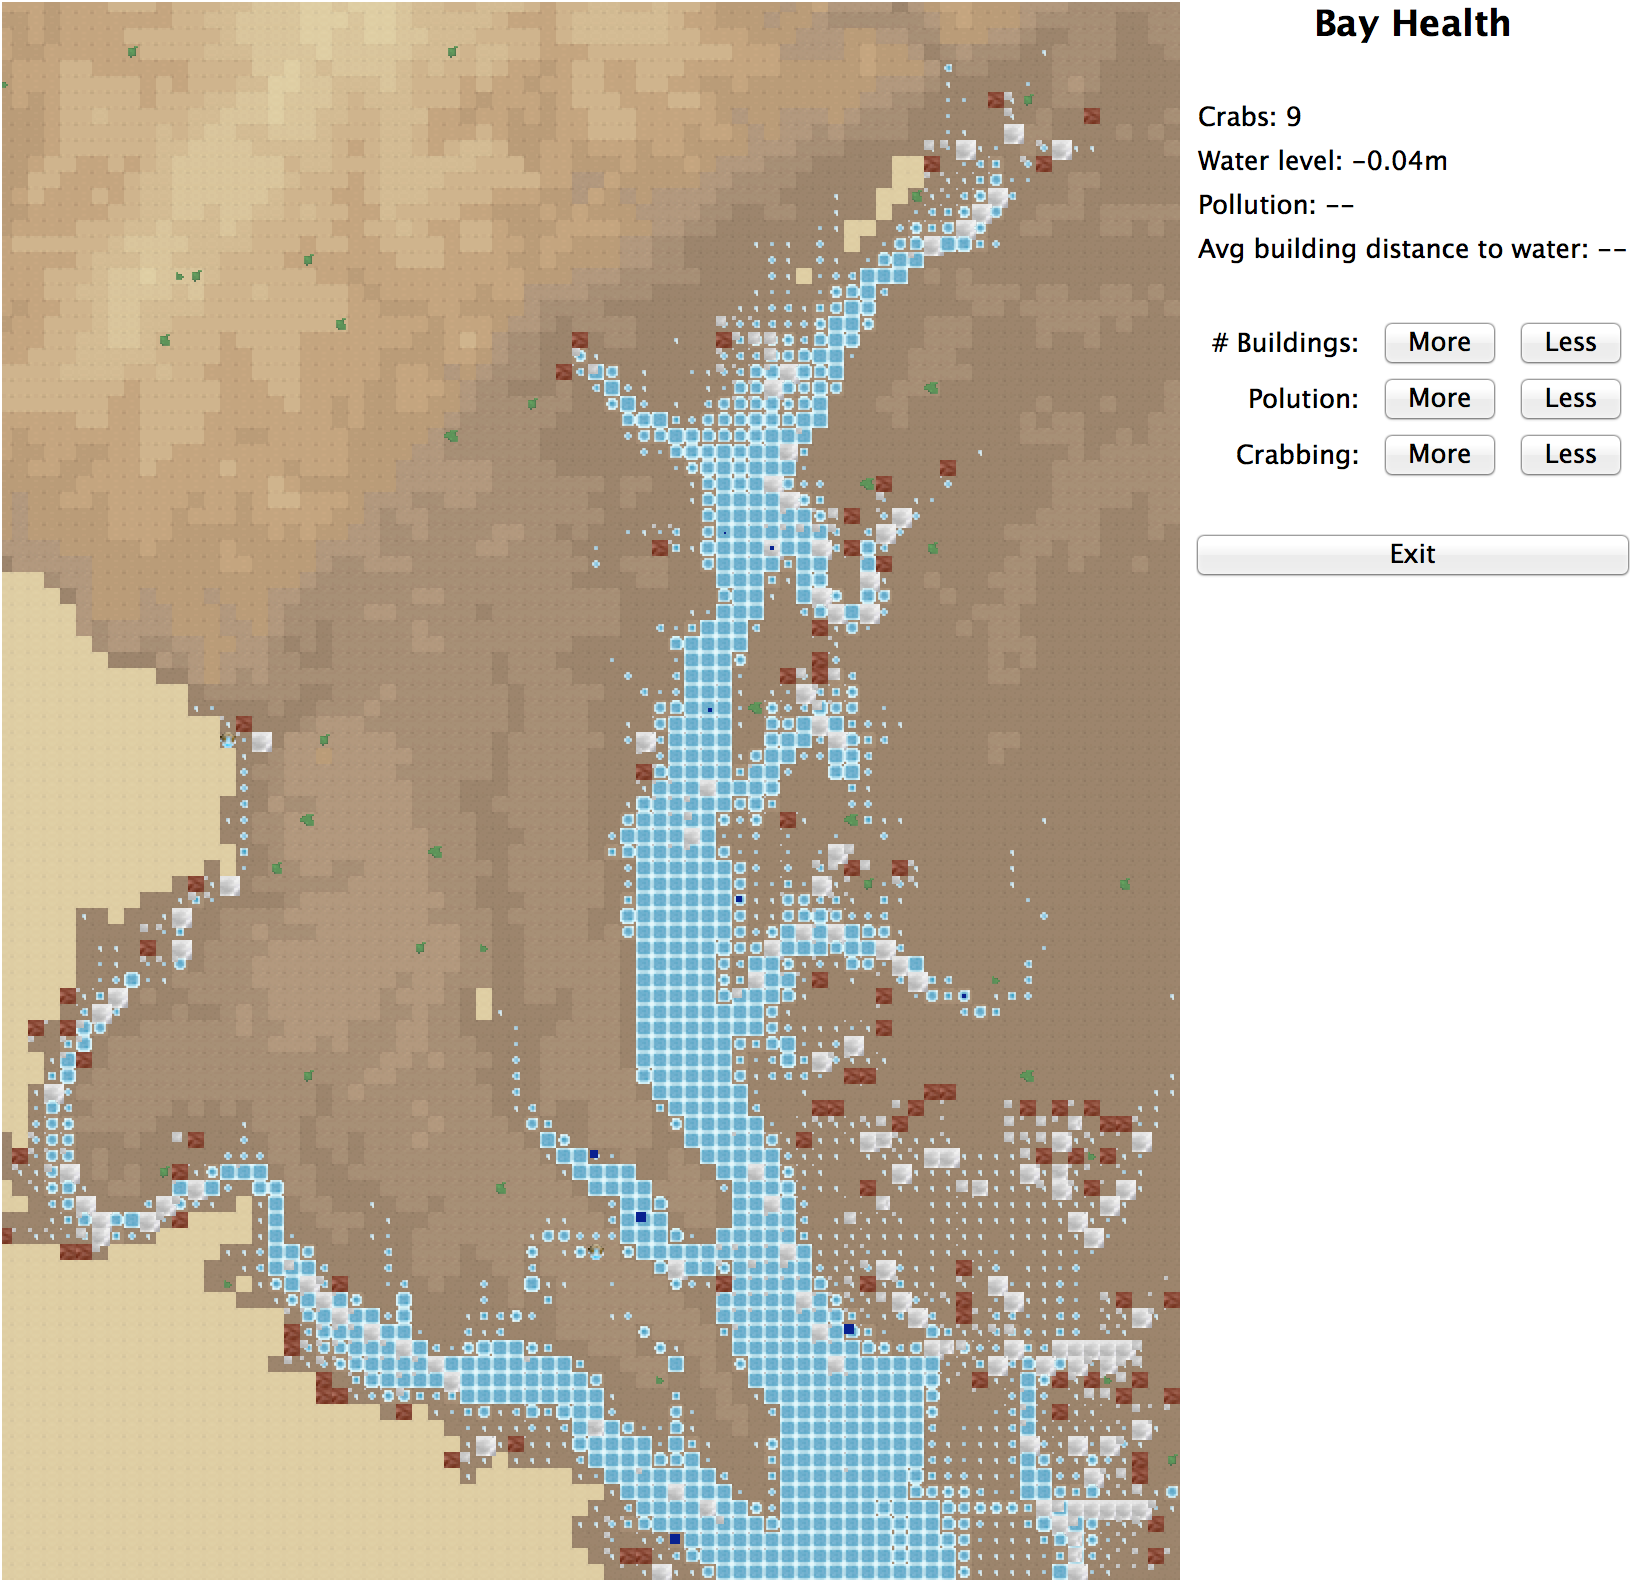 Bay Health
Crabs: 9
Water level: -0.04m
Pollution: --
Avg building distance to water: --
# Buildings: More Less
Polution: More Less
Crabbing: More Less
Exit